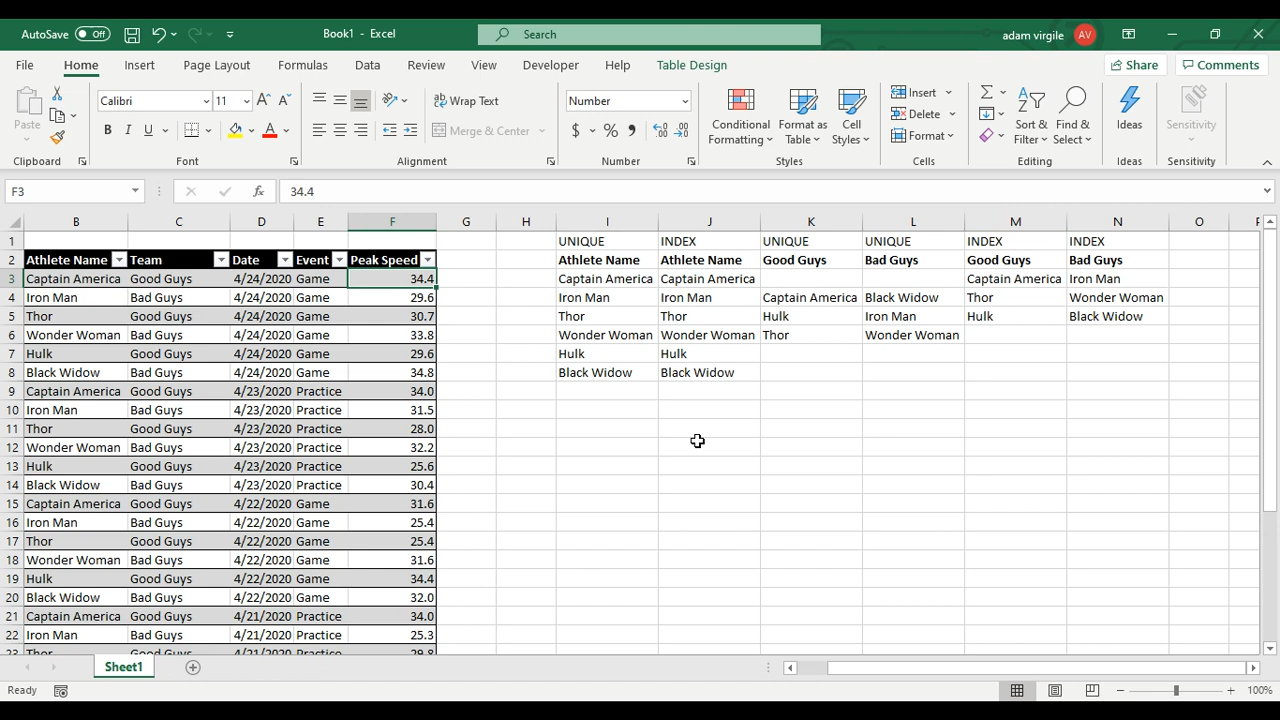 AutoSave Off Book1 - Excel Search adam virgile AV
File Home Insert Page Layout Formulas Data Review View Developer Help Table Design Share Comments
Calibri 11 Wrap Text Number Insert
Paste B I U Merge & Center $ % Conditional Formatting Format as Table Cell Styles Delete Format Sort & Filter Find & Select Ideas Sensitivity
Clipboard Font Alignment Number Styles Cells Editing Ideas Sensitivity
F3 fx 34.4
B C D E F G H I J K L M N O P
1 UNIQUE INDEX UNIQUE UNIQUE INDEX INDEX
2 Athlete Name Team Date Event Peak Speed Athlete Name Athlete Name Good Guys Bad Guys Good Guys Bad Guys
3 Captain America Good Guys 4/24/2020 Game 34.4 Captain America Captain America Captain America Iron Man
4 Iron Man Bad Guys 4/24/2020 Game 29.6 Iron Man Iron Man Captain America Black Widow Thor Wonder Woman
5 Thor Good Guys 4/24/2020 Game 30.7 Thor Thor Hulk Iron Man Hulk Black Widow
6 Wonder Woman Bad Guys 4/24/2020 Game 33.8 Wonder Woman Wonder Woman Thor Wonder Woman
7 Hulk Good Guys 4/24/2020 Game 29.6 Hulk Hulk
8 Black Widow Bad Guys 4/24/2020 Game 34.8 Black Widow Black Widow
9 Captain America Good Guys 4/23/2020 Practice 34.0
10 Iron Man Bad Guys 4/23/2020 Practice 31.5
11 Thor Good Guys 4/23/2020 Practice 28.0
12 Wonder Woman Bad Guys 4/23/2020 Practice 32.2
13 Hulk Good Guys 4/23/2020 Practice 25.6
14 Black Widow Bad Guys 4/23/2020 Practice 30.4
15 Captain America Good Guys 4/22/2020 Game 31.6
16 Iron Man Bad Guys 4/22/2020 Game 25.4
17 Thor Good Guys 4/22/2020 Game 25.4
18 Wonder Woman Bad Guys 4/22/2020 Game 31.6
19 Hulk Good Guys 4/22/2020 Game 34.4
20 Black Widow Bad Guys 4/22/2020 Game 32.0
21 Captain America Good Guys 4/21/2020 Practice 34.0
22 Iron Man Bad Guys 4/21/2020 Practice 25.3
23 Thor Good Guys 4/21/2020 Practice 29.8
Sheet1
Ready 100%